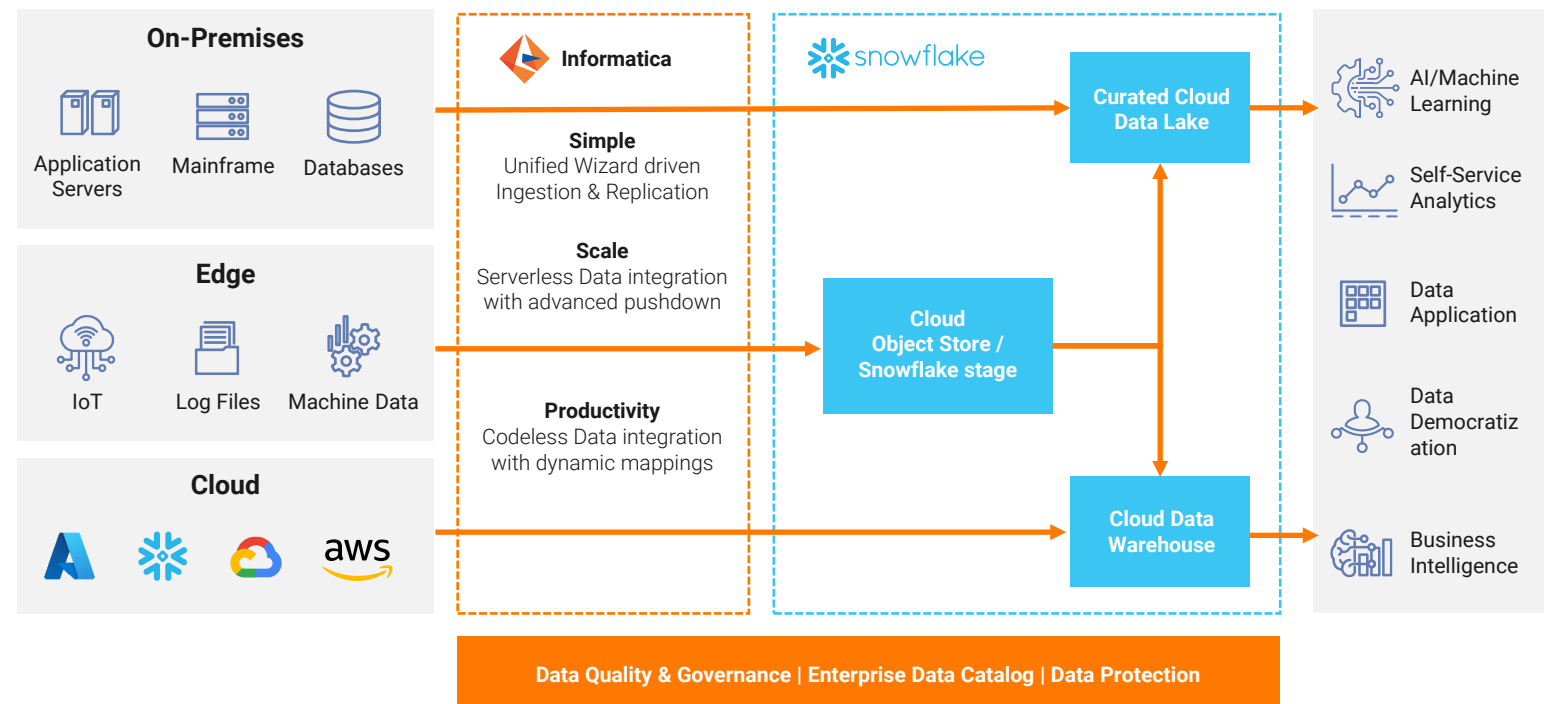 On-Premises
Application
Servers
Mainframe
Databases
Edge
IoT
Log Files
Machine Data
Cloud
aws
Informatica
Simple
Unified Wizard driven
Ingestion & Replication
Scale
Serverless Data integration
with advanced pushdown
Productivity
Codeless Data integration
with dynamic mappings
snowflake
Curated Cloud
Data Lake
Cloud
Object Store /
Snowflake stage
Cloud Data
Warehouse
AI/Machine
Learning
Self-Service
Analytics
Data
Application
Data
Democratiz
ation
Business
Intelligence
Data Quality & Governance | Enterprise Data Catalog | Data Protection